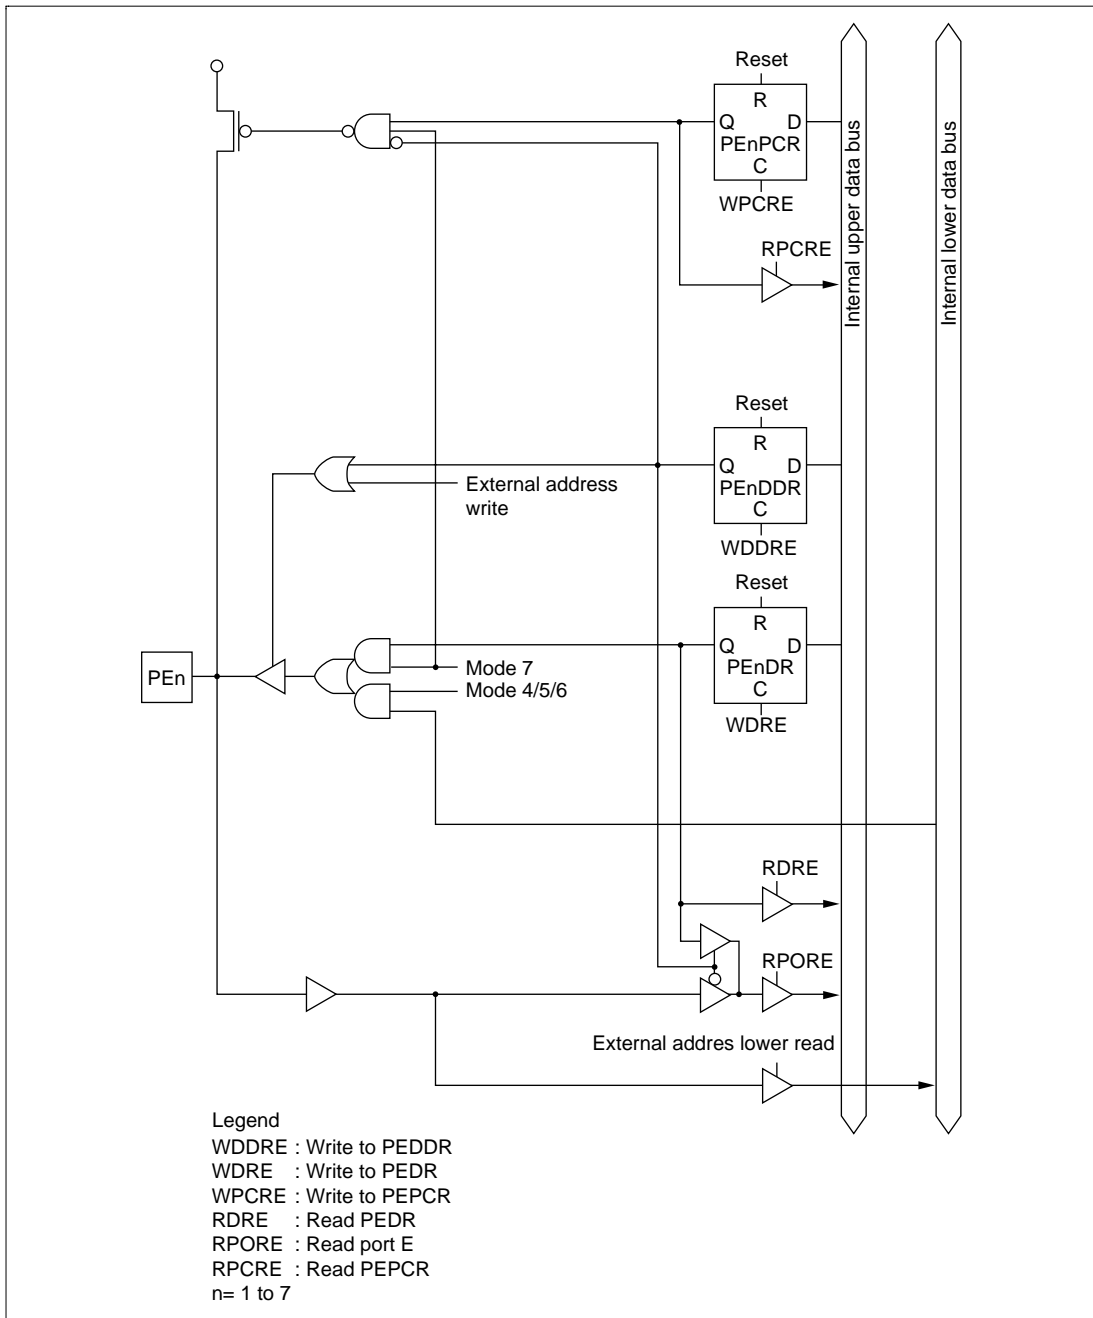 Reset
R
Q D
PEnPCR
C
WPCRE
RPCRE
Internal upper data bus
Internal lower data bus
Reset
R
Q D
PEnDDR
C
WDDRE
External address
write
Reset
R
Q D
PEnDR
C
WDRE
PEn
Mode 7
Mode 4/5/6
RDRE
RPORE
External addres lower read
Legend
WDDRE : Write to PEDDR
WDRE : Write to PEDR
WPCRE : Write to PEPCR
RDRE : Read PEDR
RPORE : Read port E
RPCRE : Read PEPCR
n= 1 to 7